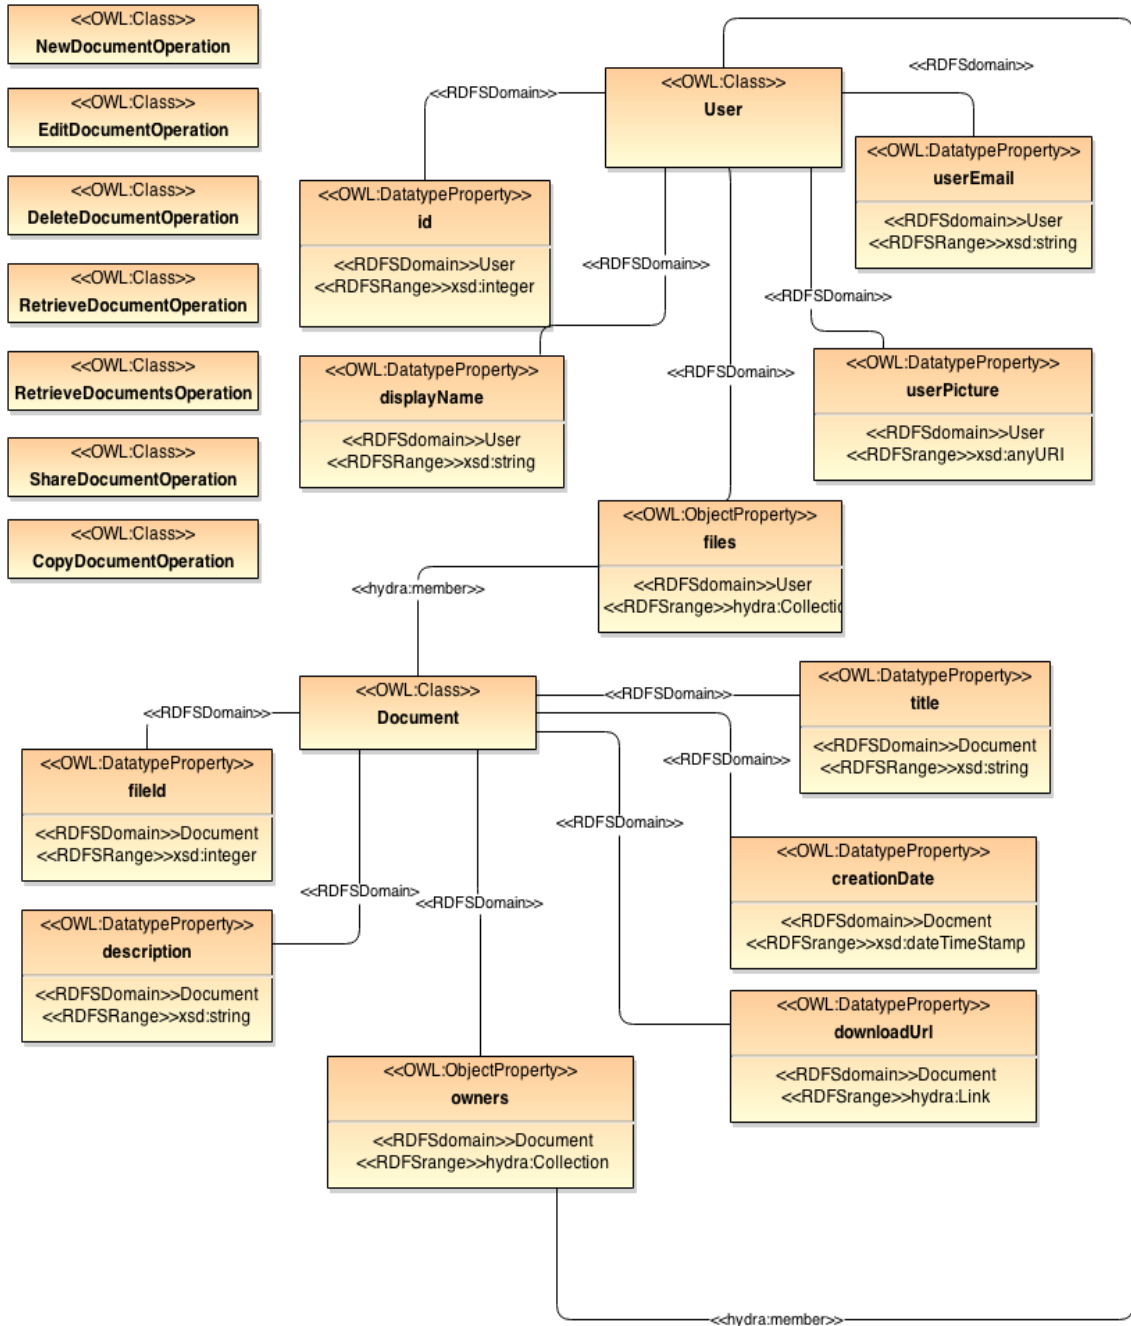 <<OWL:Class>>
NewDocumentOperation
<<OWL:Class>>
EditDocumentOperation
<<OWL:Class>>
DeleteDocumentOperation
<<OWL:Class>>
RetrieveDocumentOperation
<<OWL:Class>>
RetrieveDocumentsOperation
<<OWL:Class>>
ShareDocumentOperation
<<OWL:Class>>
CopyDocumentOperation
<<OWL:Class>>
User
<<RDFSDomain>>
<<RDFSdomain>>
<<OWL:DatatypeProperty>>
id
<<RDFSDomain>>User
<<RDFSRange>>xsd:integer
<<OWL:DatatypeProperty>>
userEmail
<<RDFSdomain>>User
<<RDFSRange>>xsd:string
<<RDFSDomain>>
<<RDFSDomain>>
<<RDFSDomain>>
<<OWL:DatatypeProperty>>
displayName
<<RDFSdomain>>User
<<RDFSRange>>xsd:string
<<OWL:DatatypeProperty>>
userPicture
<<RDFSdomain>>User
<<RDFSrange>>xsd:anyURI
<<OWL:ObjectProperty>>
files
<<RDFSdomain>>User
<<RDFSrange>>hydra:Collectio
<<hydra:member>>
<<OWL:Class>>
Document
<<RDFSDomain>>
<<RDFSDomain>>
<<RDFSDomain>>
<<RDFSDomain>>
<<RDFSDomain>
<<RDFSDomain>>
<<OWL:DatatypeProperty>>
title
<<RDFSDomain>>Document
<<RDFSRange>>xsd:string
<<OWL:DatatypeProperty>>
fileId
<<RDFSDomain>>Document
<<RDFSRange>>xsd:integer
<<OWL:DatatypeProperty>>
creationDate
<<RDFSdomain>>Docment
<<RDFSrange>>xsd:dateTimeStamp
<<OWL:DatatypeProperty>>
description
<<RDFSDomain>>Document
<<RDFSRange>>xsd:string
<<OWL:DatatypeProperty>>
downloadUrl
<<RDFSdomain>>Document
<<RDFSrange>>hydra:Link
<<OWL:ObjectProperty>>
owners
<<RDFSdomain>>Document
<<RDFSrange>>hydra:Collection
<<hydra:member>>